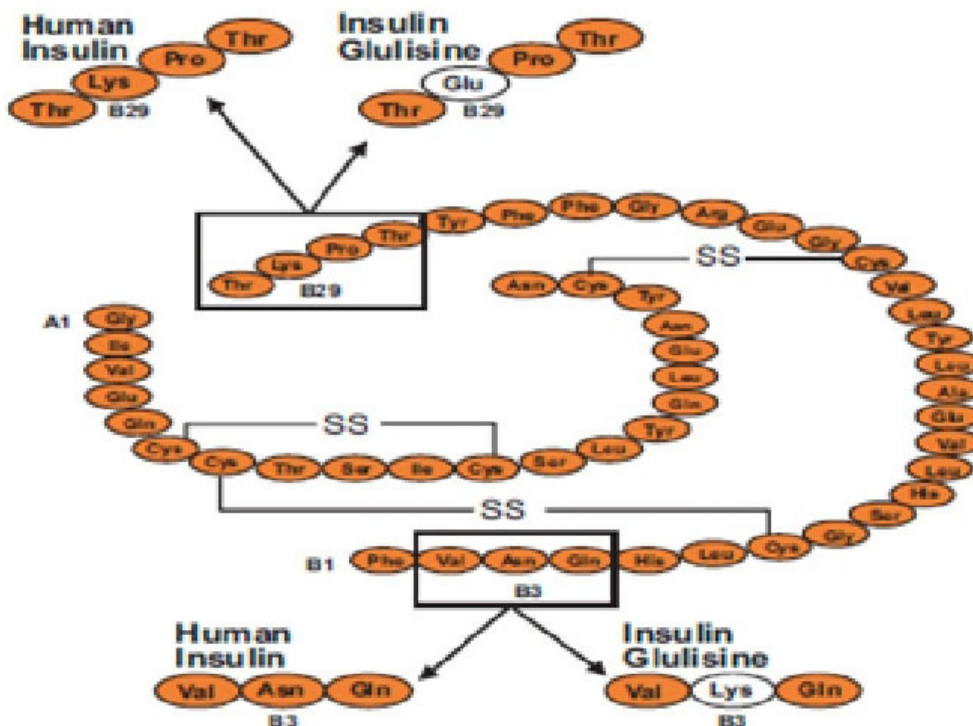 Human
Insulin
Thr
Pro
Lys
Thr
B29
Insulin
Glulisine
Thr
Pro
Glu
Thr
B29
Thr Lys Pro Thr Tyr Phe Phe Gly Arg Glu Gly Cys
B29
SS
Val
Leu
Tyr
Leu
Ala
Glu
Val
Leu
His
Ser
Gly
Cys
Leu
His
Asn Cys Tyr
Asn
Glu
Leu
Gln
Tyr
Leu
Ser
A1 Gly
Ile
Val
Glu
Gln
Cys
SS
Cys Thr Ser Ile Cys
SS
B1 Phe Val Asn Gln
B3
Human
Insulin
Val Asn Gln
B3
Insulin
Glulisine
Val Lys Gln
B3